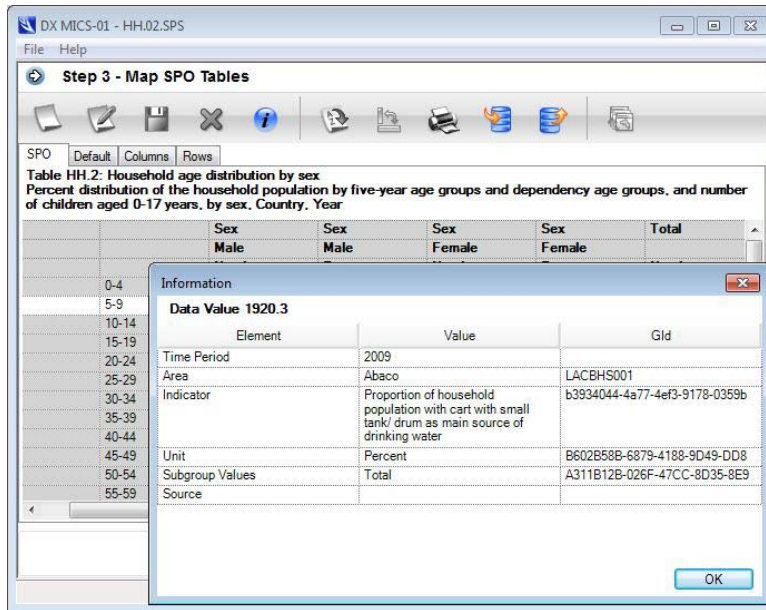 DX MICS-01 - HH.02.SPS
File Help
Step 3 - Map SPO Tables
SPO Default Columns Rows
Table HH.2: Household age distribution by sex
Percent distribution of the household population by five-year age groups and dependency age groups, and number
of children aged 0-17 years, by sex, Country, Year
Sex Sex Sex Sex Total
Male Male Female Female
0-4
5-9
10-14
15-19
20-24
25-29
30-34
35-39
40-44
45-49
50-54
55-59
Information
Data Value 1920.3
Element Value GId
Time Period 2009
Area Abaco LACBHS001
Indicator Proportion of household b3934044-4a77-4ef3-9178-0359b
population with cart with small
tank/ drum as main source of
drinking water
Unit Percent B602B58B-6879-4188-9D49-DD8
Subgroup Values Total A311B12B-026F-47CC-8D35-8E9
Source
OK